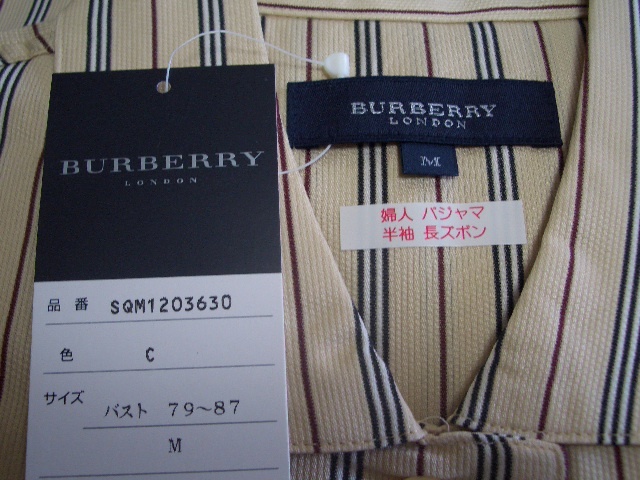 BURBERRY
LONDON
品番 SQM1203630
色 C
サイズ バスト 79~87
M
BURBERRY
LONDON
M
婦人 パジャマ
半袖 長ズボン